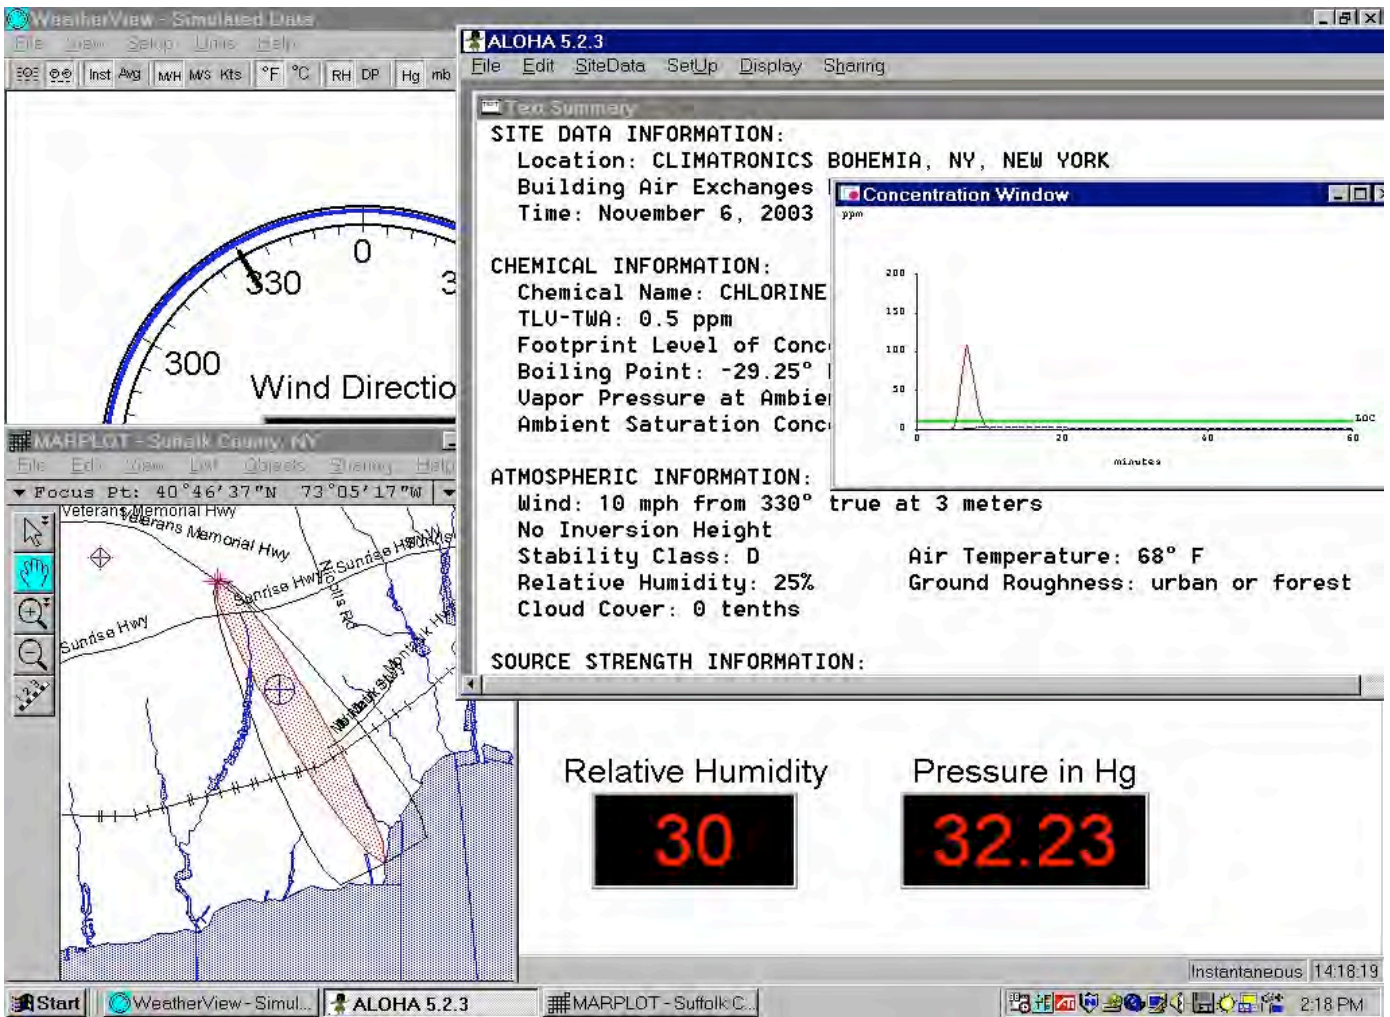 WeatherView - Simulated Data
File View Setup Units Help
Inst Avg M/H M/S Kts °F °C RH DP Hg mb
0
330
3
300
Wind Directio
ALOHA 5.2.3
File Edit SiteData SetUp Display Sharing
Text Summary
SITE DATA INFORMATION:
Location: CLIMATRONICS BOHEMIA, NY, NEW YORK
Building Air Exchanges
Time: November 6, 2003
CHEMICAL INFORMATION:
Chemical Name: CHLORINE
TLV-TWA: 0.5 ppm
Footprint Level of Conc
Boiling Point: -29.25°
Vapor Pressure at Ambie
Ambient Saturation Conc
ATMOSPHERIC INFORMATION:
Wind: 10 mph from 330° true at 3 meters
No Inversion Height
Stability Class: D Air Temperature: 68° F
Relative Humidity: 25% Ground Roughness: urban or forest
Cloud Cover: 0 tenths
SOURCE STRENGTH INFORMATION:
Concentration Window
ppm
200
150
100
50
0
LOC
0 20 40 60
minutes
MARPLOT - Suffolk County, NY
File Edit View List Objects Sharing Help
Focus Pt: 40°46'37"N 73°05'17"W
Veterans Memorial Hwy
Veterans Memorial Hwy
Sunrise Hwy
Sunrise Hwy
Nicolls Rd
Sunrise Hwy
Montauk Hwy
1 2 3
Relative Humidity Pressure in Hg
30 32.23
Instantaneous 14:18:19
Start WeatherView - Simul... ALOHA 5.2.3 MARPLOT - Suffolk C... 2:18 PM